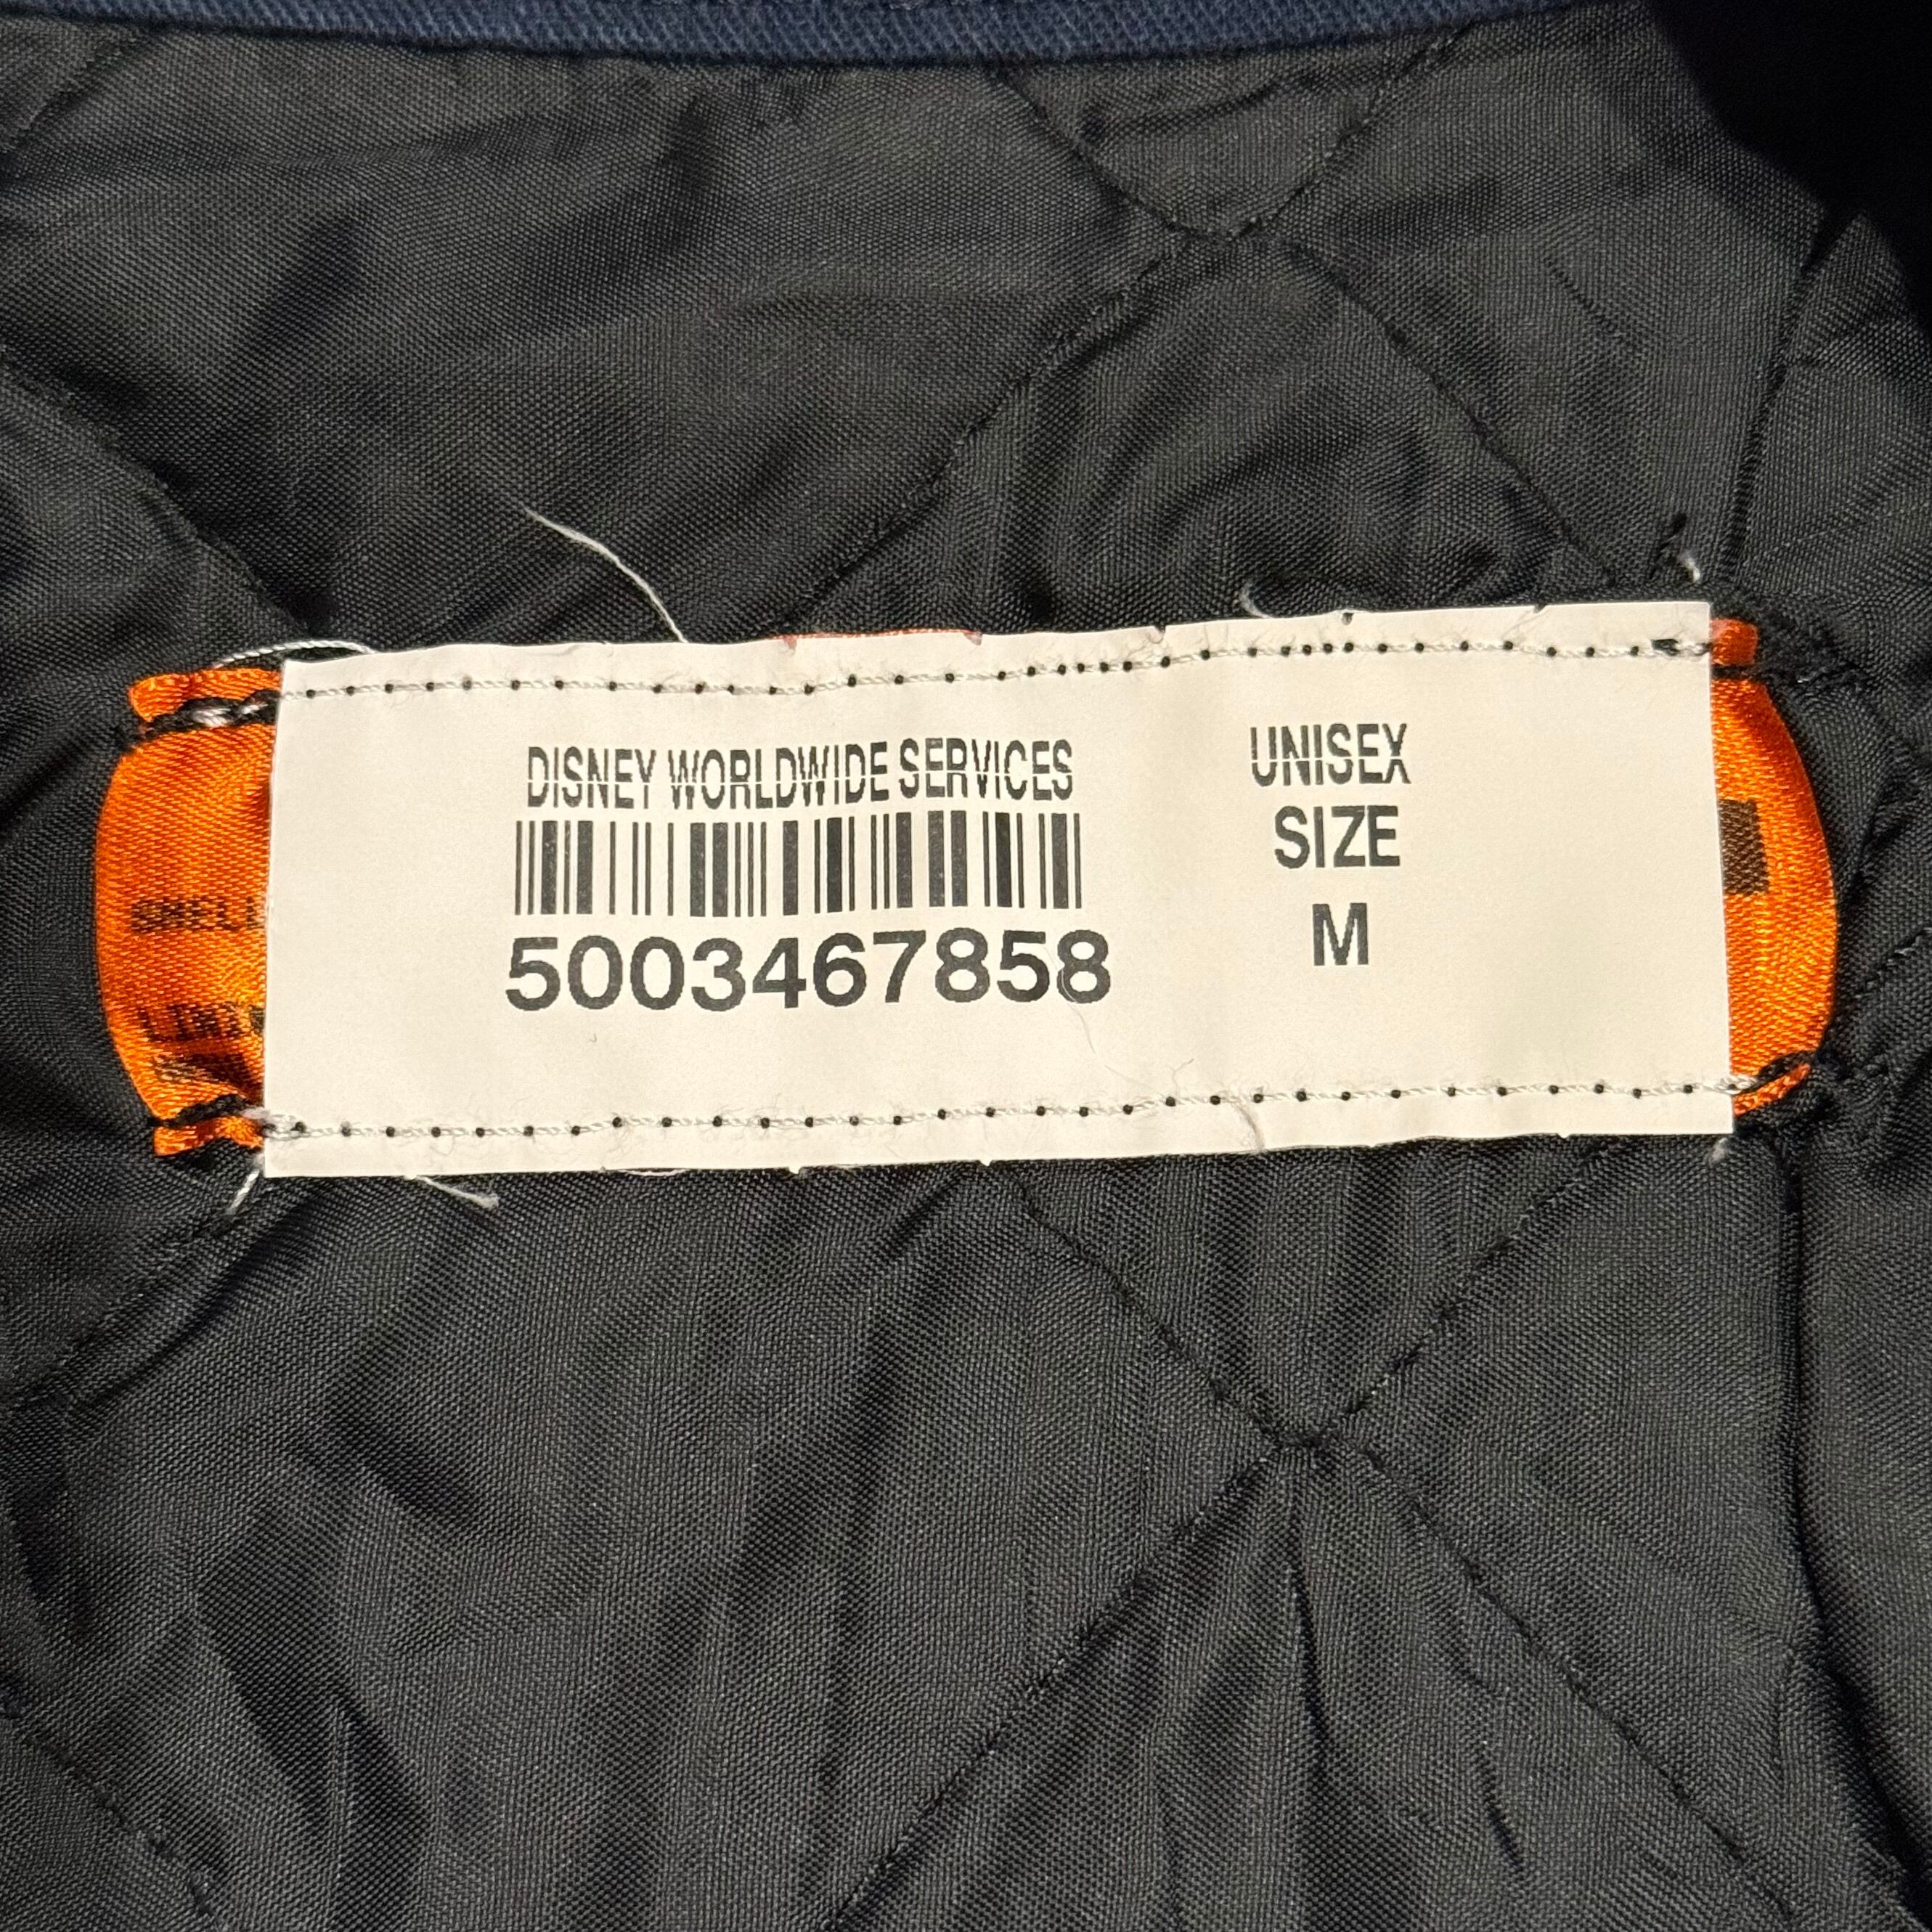 DISNEY WORLDWIDE SERVICES
5003467858
UNISEX
SIZE
M